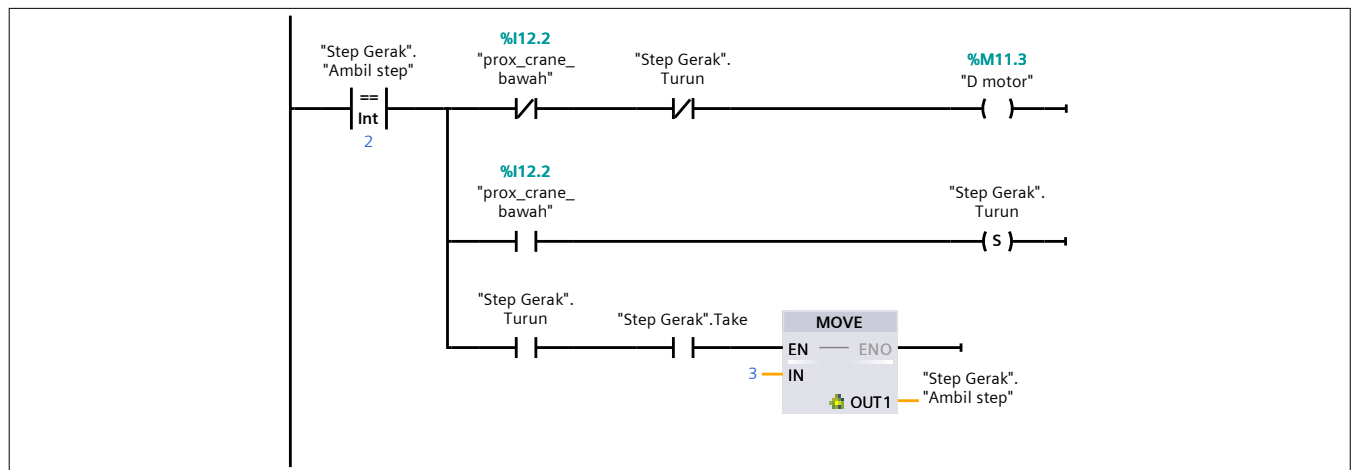 "Step Gerak".
"Ambil step"
==
Int
2
%I12.2
"prox_crane_
bawah"
"Step Gerak".
Turun
%M11.3
"D motor"
%I12.2
"prox_crane_
bawah"
"Step Gerak".
Turun
S
"Step Gerak".
Turun
"Step Gerak".Take
MOVE
EN
ENO
3
IN
OUT1
"Step Gerak".
"Ambil step"